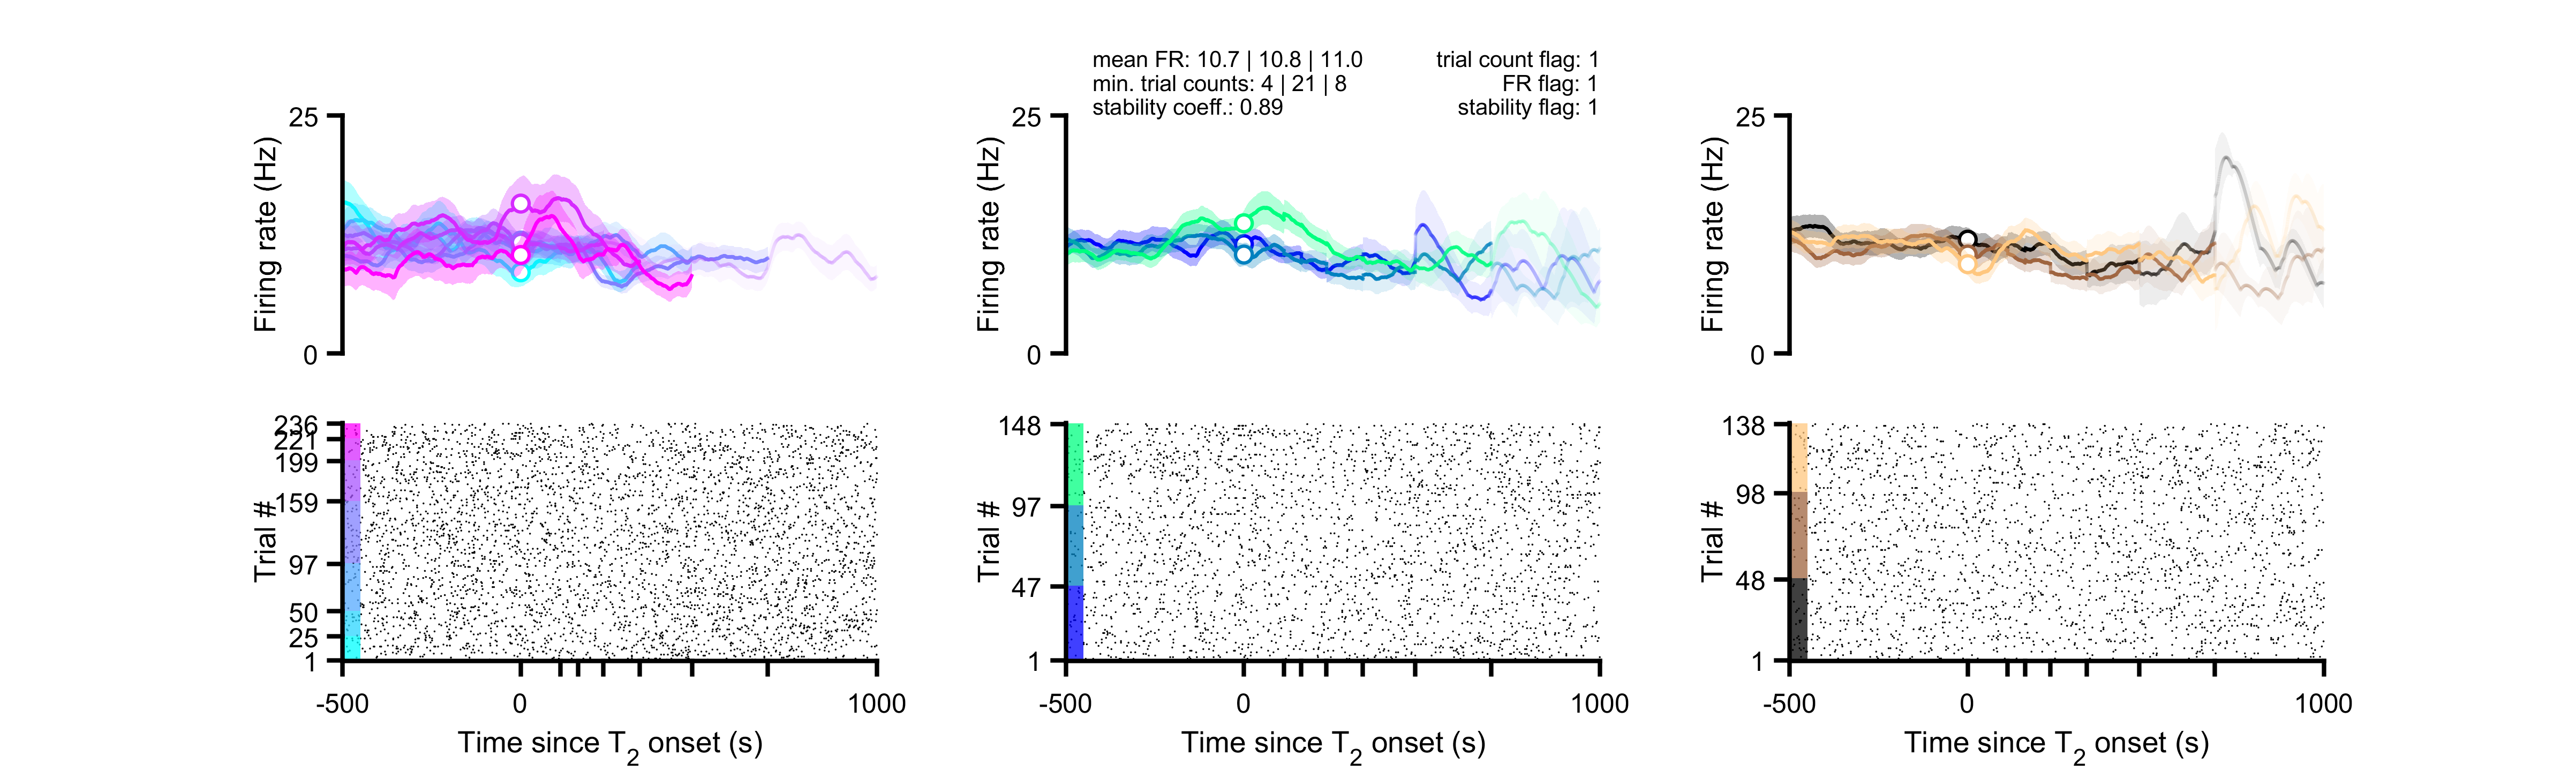 mean FR: 10.7 | 10.8 | 11.0
min. trial counts: 4 | 21 | 8
stability coeff.: 0.89
trial count flag: 1
FR flag: 1
stability flag: 1
25
Firing rate (Hz)
0
25
Firing rate (Hz)
0
25
Firing rate (Hz)
0
236
221
199
159
97
50
25
1
Trial #
-500
0
1000
Time since T2 onset (s)
148
97
47
1
Trial #
-500
0
1000
Time since T2 onset (s)
138
98
48
1
Trial #
-500
0
1000
Time since T2 onset (s)